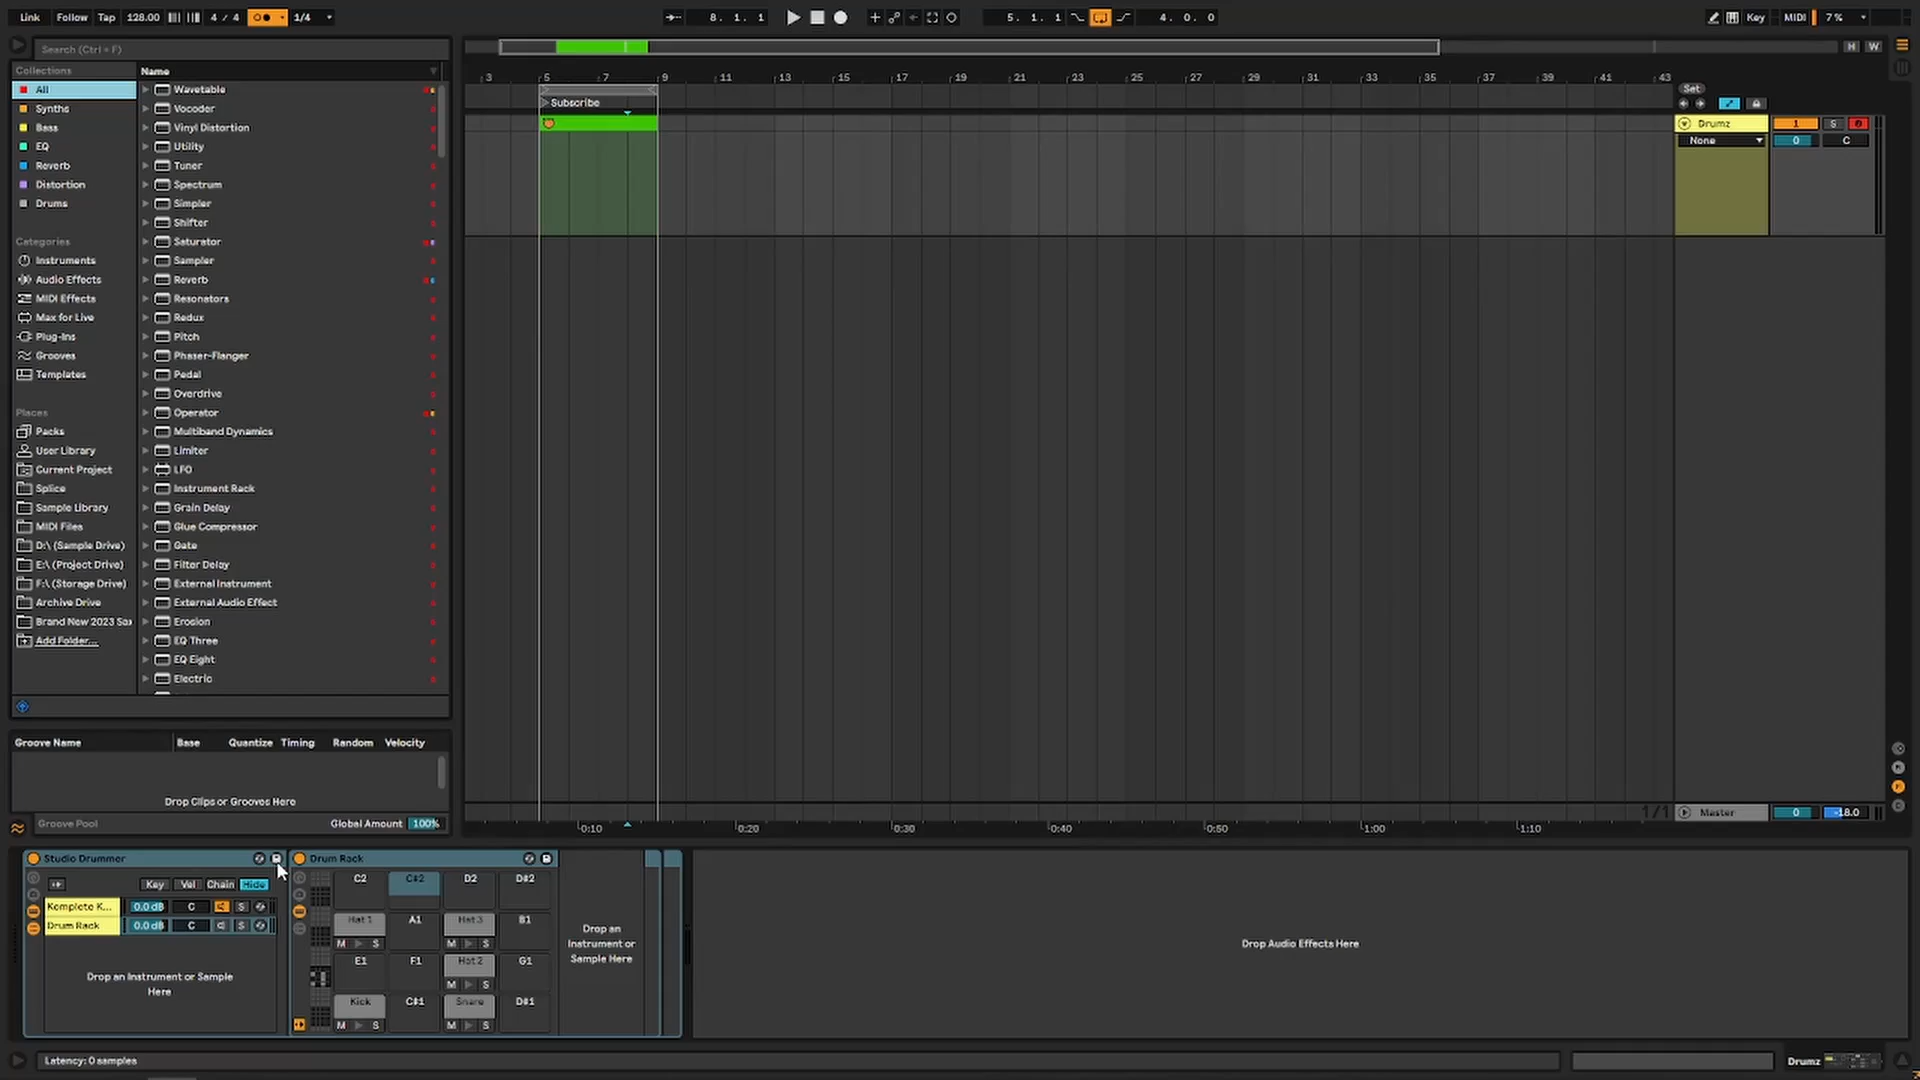 Link Follow Tap 128.00 4 / 4 1/4 8. 1. 1 5. 1. 1 4. 0. 0 Key MIDI 7 %
Search (Ctrl + F) H W
Collections Name
All
Synths
Bass
EQ
Reverb
Distortion
Drums
Categories
Instruments
Audio Effects
MIDI Effects
Max for Live
Plug-Ins
Grooves
Templates
Places
Packs
User Library
Current Project
Splice
Sample Library
MIDI Files
D:\ (Sample Drive)
E:\ (Project Drive)
F:\ (Storage Drive)
Archive Drive
Brand New 2023 Sa
Add Folder...
Wavetable
Vocoder
Vinyl Distortion
Utility
Tuner
Spectrum
Simpler
Shifter
Saturator
Sampler
Reverb
Resonators
Redux
Pitch
Phaser-Flanger
Pedal
Overdrive
Operator
Multiband Dynamics
Limiter
LFO
Instrument Rack
Grain Delay
Glue Compressor
Gate
Filter Delay
External Instrument
External Audio Effect
Erosion
EQ Three
EQ Eight
Electric
3 5 7 9 11 13 15 17 19 21 23 25 27 29 31 33 35 37 39 41 43
Subscribe
Set
Drumz 1 S
None 0 C
1/1 Master 0 -18.0
0:10 0:20 0:30 0:40 0:50 1:00 1:10
Groove Name Base Quantize Timing Random Velocity
Drop Clips or Grooves Here
Groove Pool Global Amount 100%
Studio Drummer
Key Vel Chain Hide
Komplete K... 0.0 dB C S
Drum Rack 0.0 dB C S
Drop an Instrument or Sample
Here
Drum Rack
C2 C#2 D2 D#2
Hat 1 A1 Hat 3 B1
M S M S
E1 F1 Hat 2 G1
M S
Kick C#1 Snare D#1
M S M S
Drop an
Instrument or
Sample Here
Drop Audio Effects Here
Latency: 0 samples Drumz